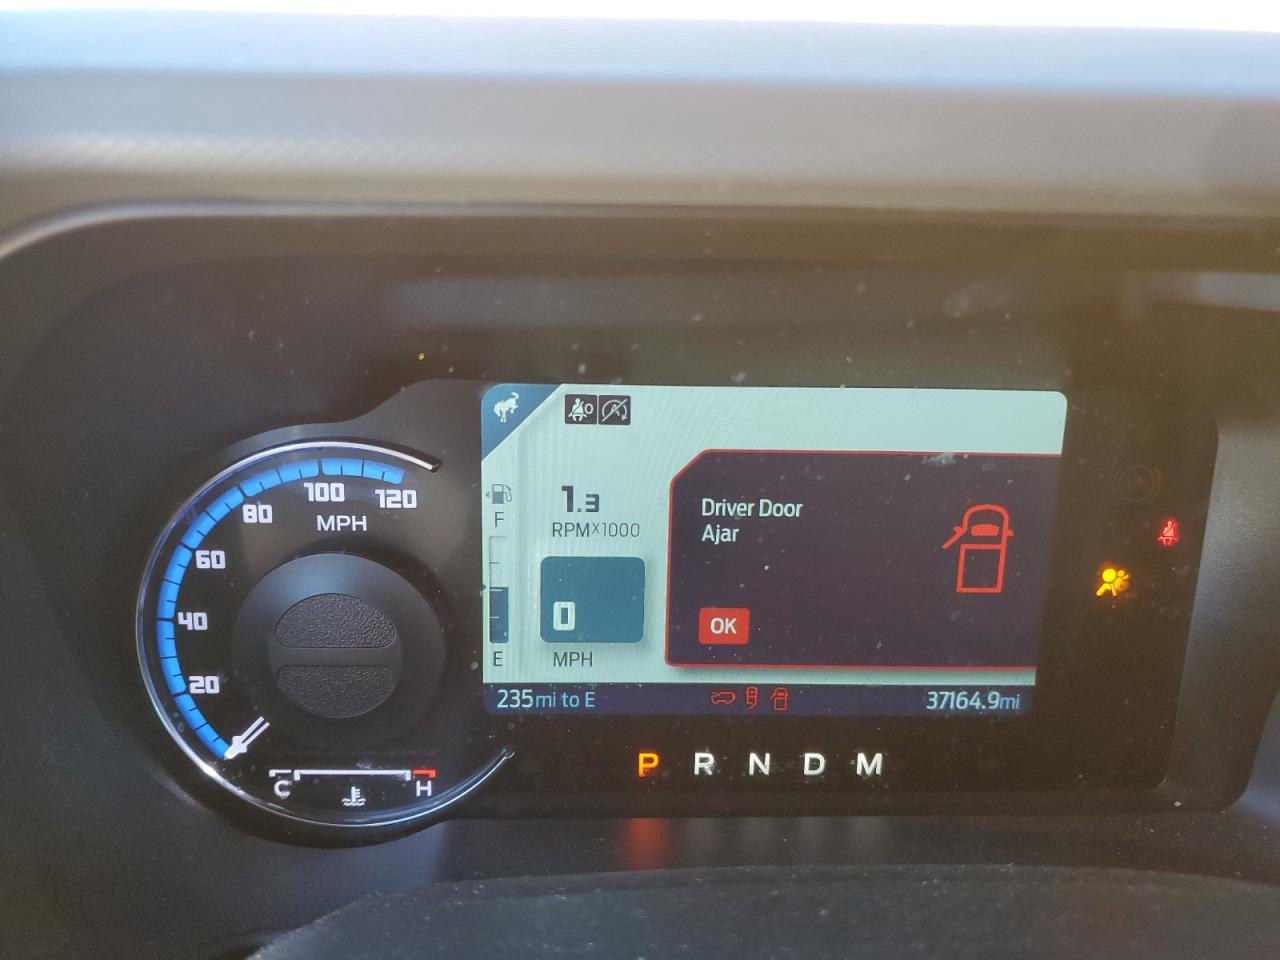 120
100
80
MPH
60
40
20
C
H
F
E
1.3
RPMx1000
0
MPH
Driver Door
Ajar
OK
235mi to E
37164.9mi
P R N D M